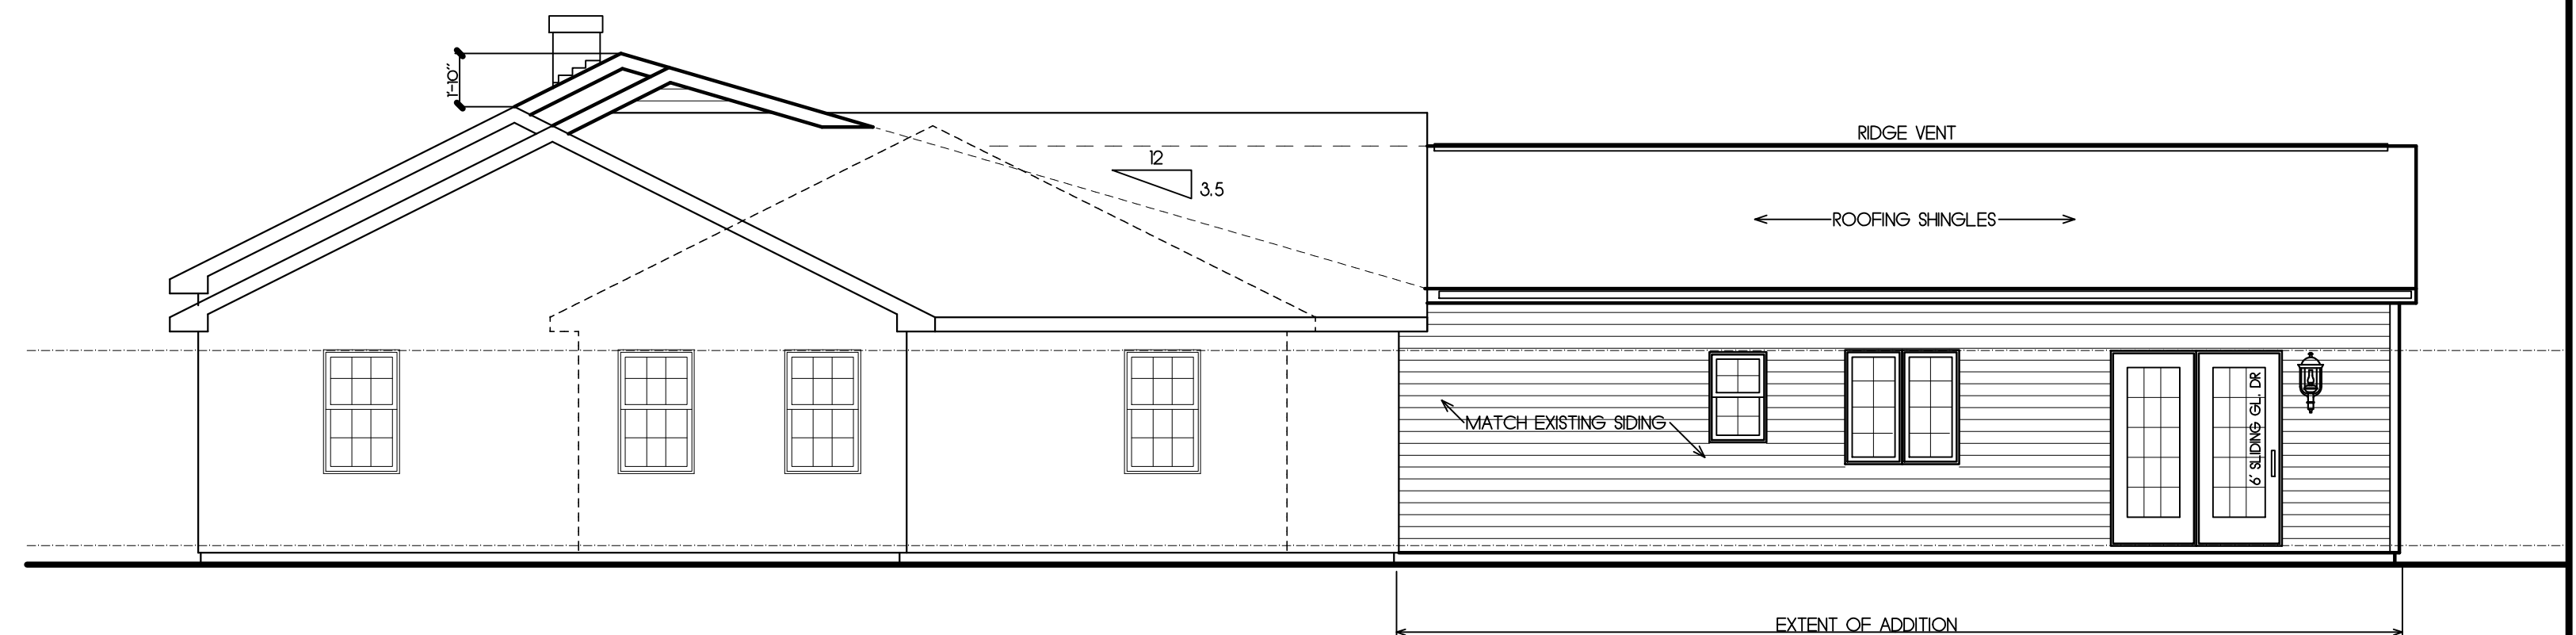 1'-10"
RIDGE VENT
12
3.5
ROOFING SHINGLES
MATCH EXISTING SIDING
6' SLIDING GL. DR
EXTENT OF ADDITION